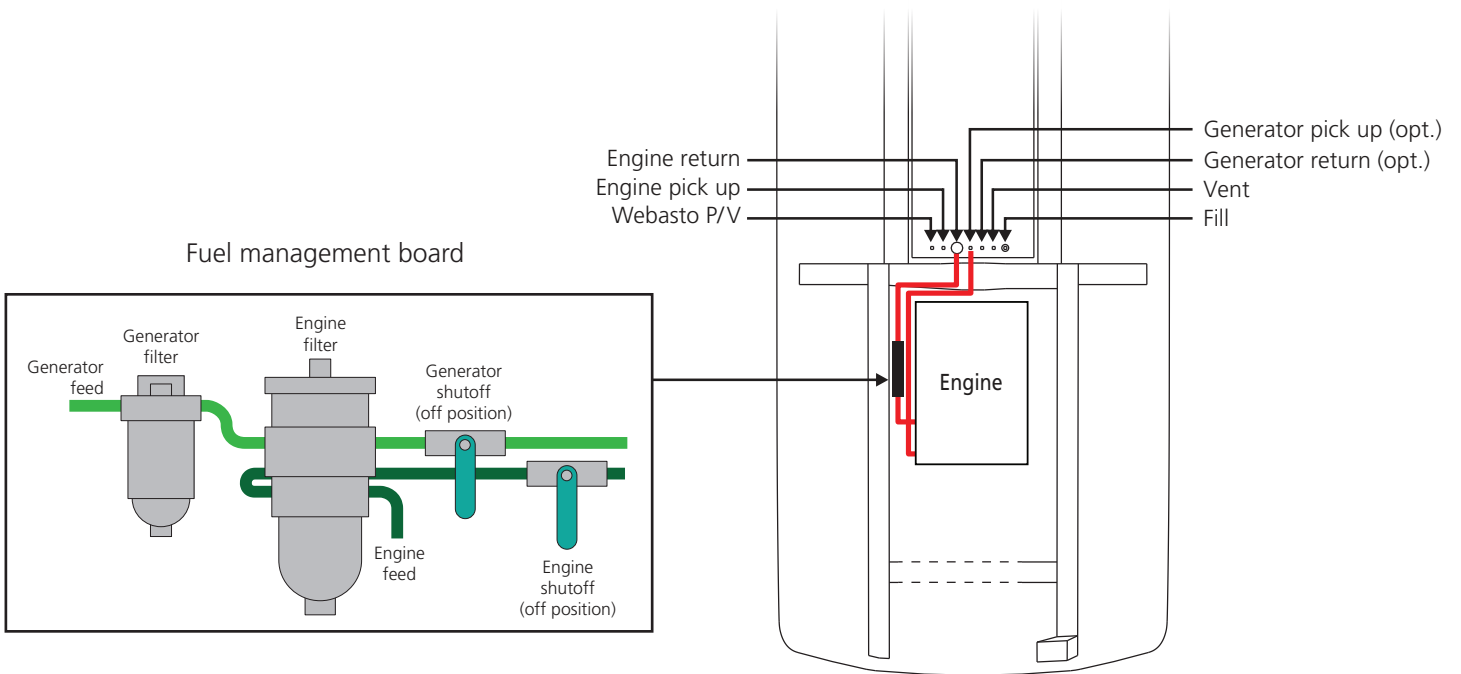 Generator pick up (opt.)
Generator return (opt.)
Vent
Fill
Engine return
Engine pick up
Webasto P/V
Fuel management board
Generator
feed
Generator
filter
Engine
filter
Generator
shutoff
(off position)
Engine
feed
Engine
shutoff
(off position)
Engine